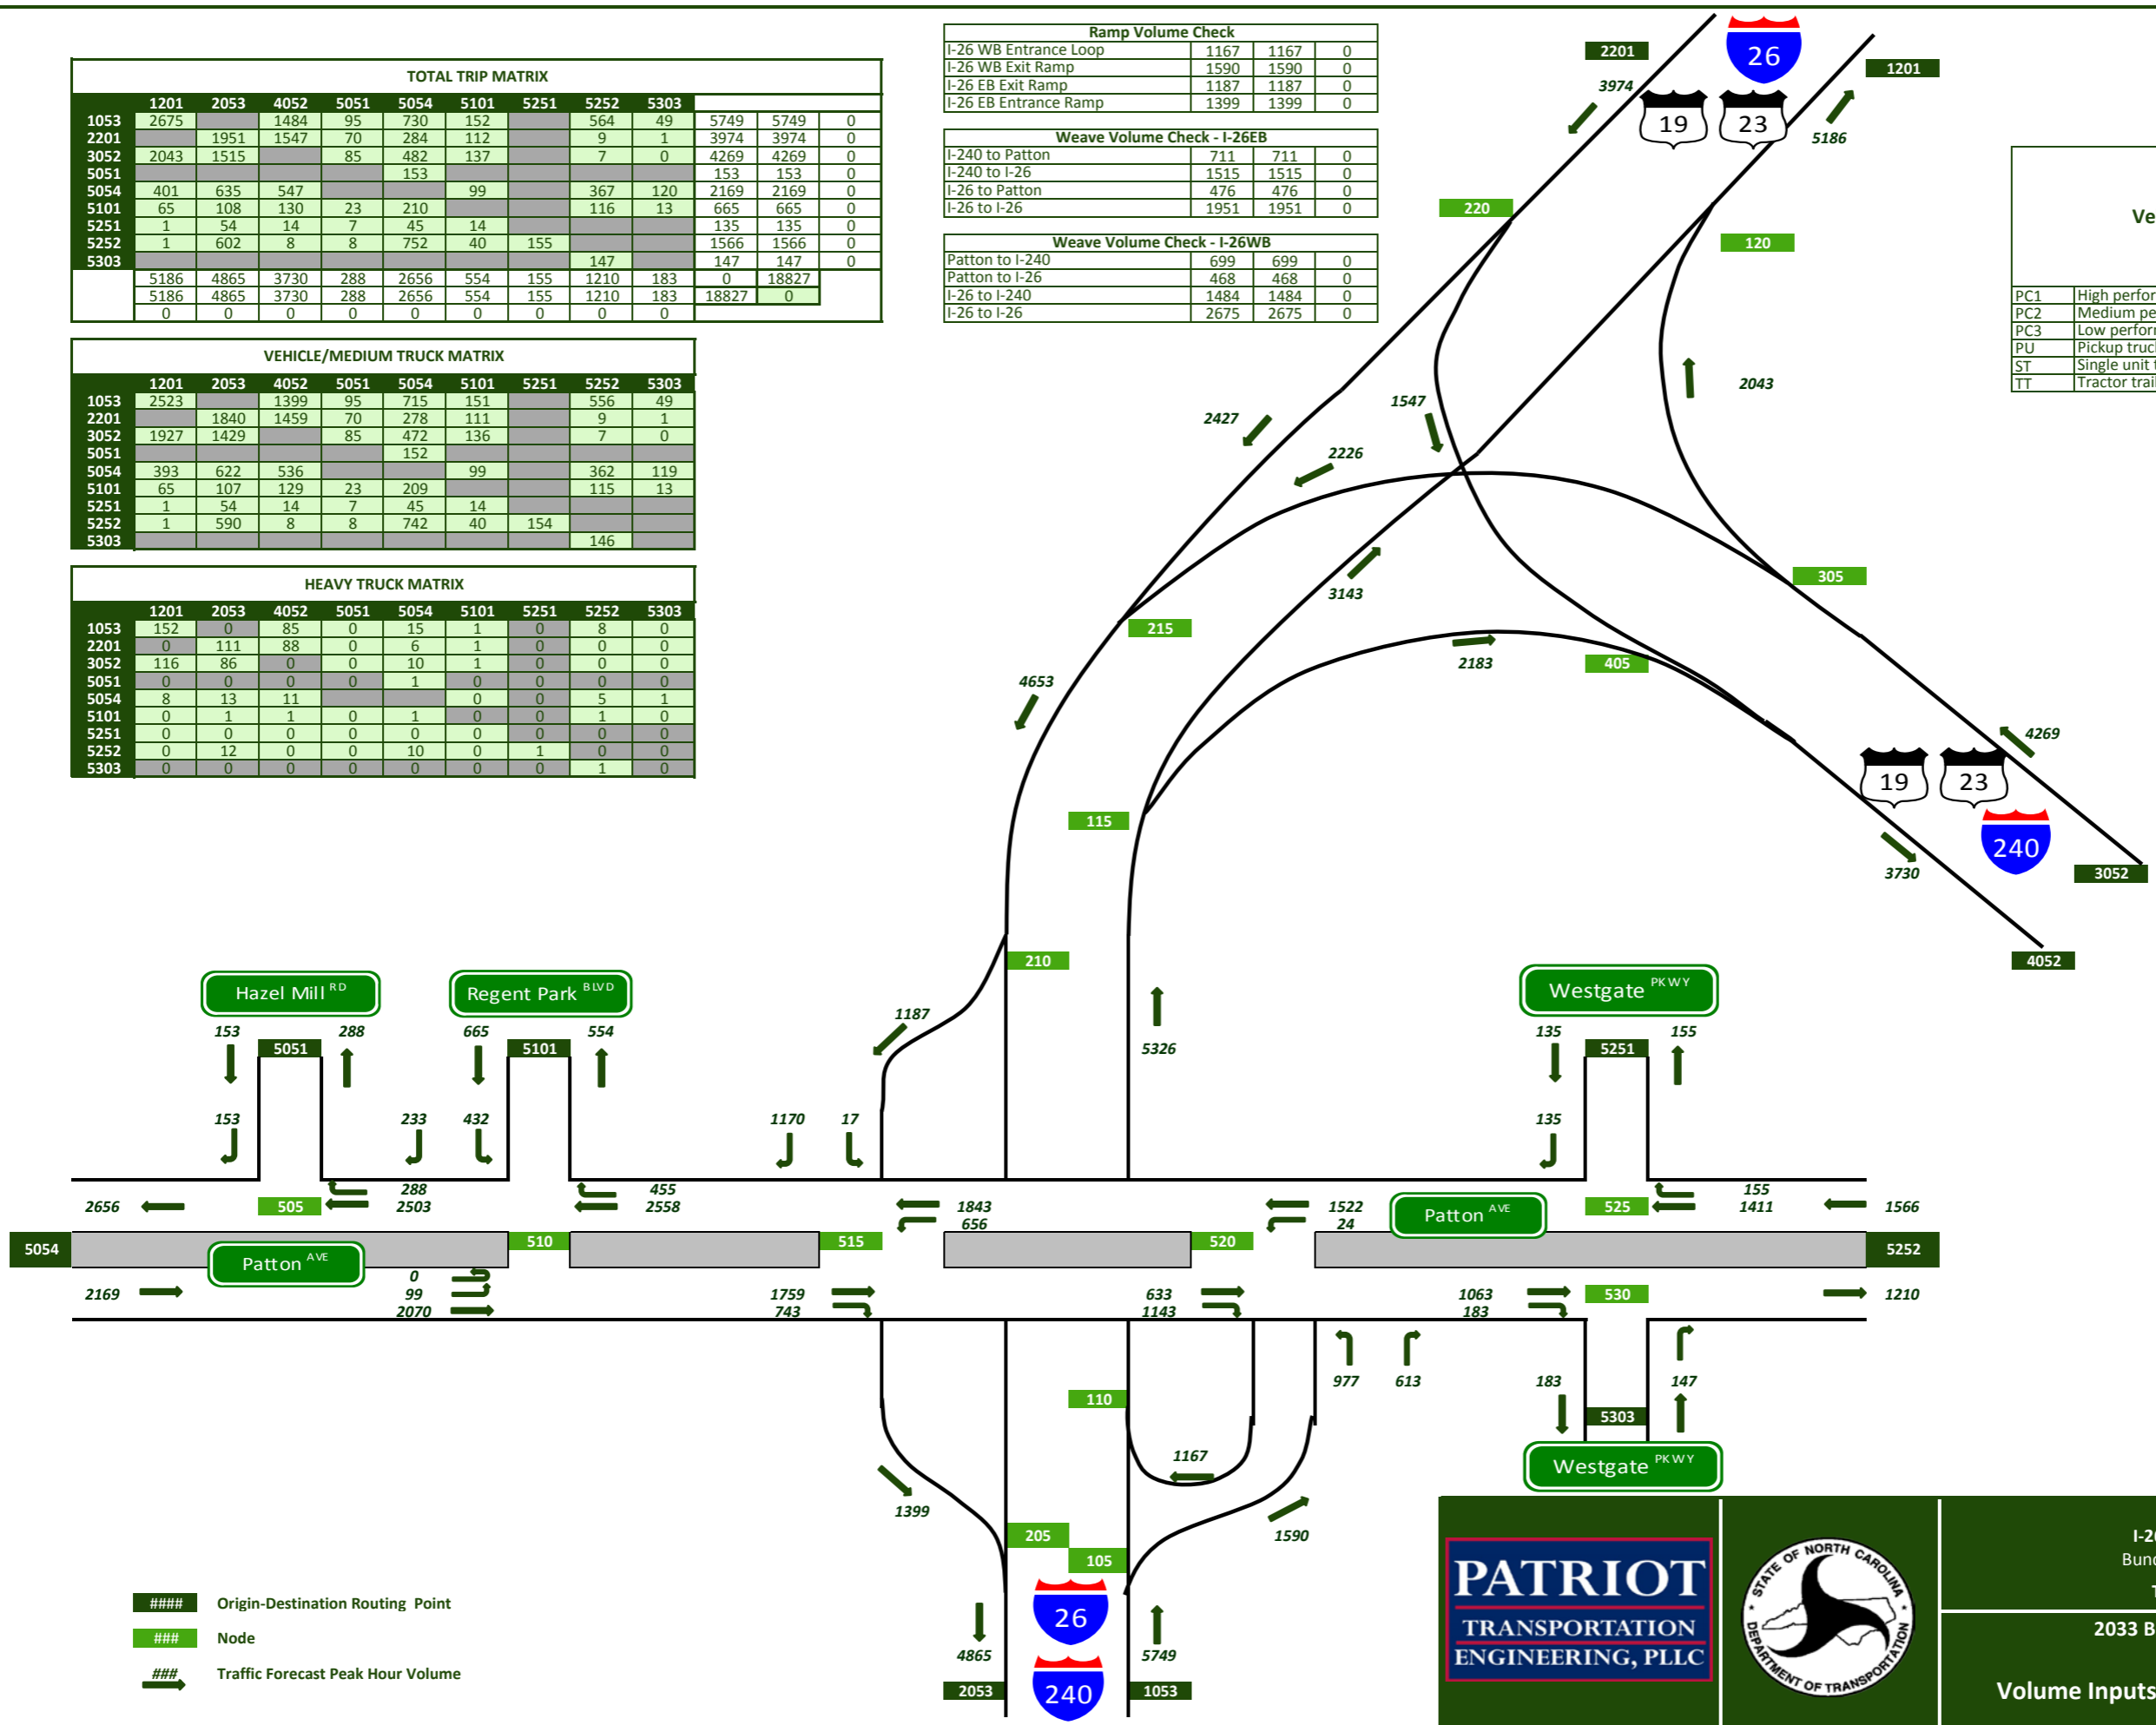 TOTAL TRIP MATRIX
1201 2053 4052 5051 5054 5101 5251 5252 5303
1053 2675 1484 95 730 152 564 49 5749 5749 0
2201 1951 1547 70 284 112 9 1 3974 3974 0
3052 2043 1515 85 482 137 7 0 4269 4269 0
5051 153 153 153 0
5054 401 635 547 99 367 120 2169 2169 0
5101 65 108 130 23 210 116 13 665 665 0
5251 1 54 14 7 45 14 135 135 0
5252 1 602 8 8 752 40 155 1566 1566 0
5303 147 147 147 0
5186 4865 3730 288 2656 554 155 1210 183 0 18827
5186 4865 3730 288 2656 554 155 1210 183 18827 0
0 0 0 0 0 0 0 0 0
VEHICLE/MEDIUM TRUCK MATRIX
1201 2053 4052 5051 5054 5101 5251 5252 5303
1053 2523 1399 95 715 151 556 49
2201 1840 1459 70 278 111 9 1
3052 1927 1429 85 472 136 7 0
5051 152
5054 393 622 536 99 362 119
5101 65 107 129 23 209 115 13
5251 1 54 14 7 45 14
5252 1 590 8 8 742 40 154
5303 146
HEAVY TRUCK MATRIX
1201 2053 4052 5051 5054 5101 5251 5252 5303
1053 152 0 85 0 15 1 0 8 0
2201 0 111 88 0 6 1 0 0 0
3052 116 86 0 0 10 1 0 0 0
5051 0 0 0 0 1 0 0 0 0
5054 8 13 11 0 0 5 1
5101 0 1 1 0 1 0 0 1 0
5251 0 0 0 0 0 0 0 0 0
5252 0 12 0 0 10 0 1 0 0
5303 0 0 0 0 0 0 0 1 0
Ramp Volume Check
I-26 WB Entrance Loop 1167 1167 0
I-26 WB Exit Ramp 1590 1590 0
I-26 EB Exit Ramp 1187 1187 0
I-26 EB Entrance Ramp 1399 1399 0
Weave Volume Check - I-26EB
I-240 to Patton 711 711 0
I-240 to I-26 1515 1515 0
I-26 to Patton 476 476 0
I-26 to I-26 1951 1951 0
Weave Volume Check - I-26WB
Patton to I-240 699 699 0
Patton to I-26 468 468 0
I-26 to I-240 1484 1484 0
I-26 to I-26 2675 2675 0
2201
26
1201
3974
19 23
5186
220
120
Ve
PC1 High perfor
PC2 Medium pe
PC3 Low perfor
PU Pickup truc
ST Single unit
TT Tractor trai
2043
1547
2427
2226
305
3143
215
2183
405
4653
4269
19 23
240
115
3730
3052
210
4052
Hazel Mill RD
Regent Park BLVD
Westgate PKWY
1187
153 288 665 554
5326
135 155
5051
5101
5251
153 233 432 1170 17 135
288 455 155
2656 505 2503 2558 1843 1522 Patton AVE 525 1411 1566
656 24
5054 510 515 520 5252
Patton AVE
0
2169 99 1759 633 1063 530 1210
2070 743 1143 183
977 613 183 147
110
5303
1167
Westgate PKWY
1399
205
1590
105
26
4865 5749
2053 240 1053
#### Origin-Destination Routing Point
### Node
### Traffic Forecast Peak Hour Volume
PATRIOT
TRANSPORTATION
ENGINEERING, PLLC
STATE OF NORTH CAROLINA
DEPARTMENT OF TRANSPORTATION
I-26
Bunc
T
2033 B
Volume Inputs